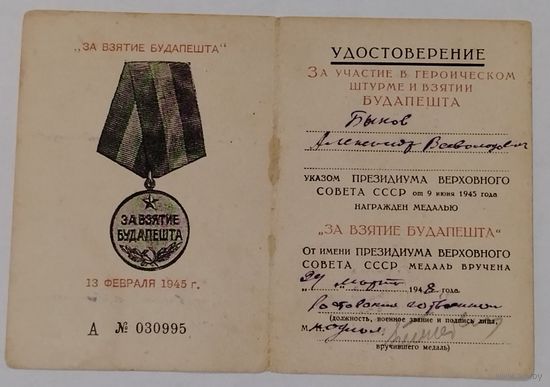 „ЗА ВЗЯТИЕ БУДАПЕШТА"
ЗА ВЗЯТИЕ
БУДАПЕШТА
13 ФЕВРАЛЯ 1945 г.
А № 030995
УДОСТОВЕРЕНИЕ
ЗА УЧАСТИЕ В ГЕРОИЧЕСКОМ
ШТУРМЕ И ВЗЯТИИ
БУДАПЕШТА
Быков
Александр Всеволодович
УКАЗОМ ПРЕЗИДИУМА ВЕРХОВНОГО
СОВЕТА СССР от 9 июня 1945 года
НАГРАЖДЕН МЕДАЛЬЮ
„ЗА ВЗЯТИЕ БУДАПЕШТА"
ОТ ИМЕНИ ПРЕЗИДИУМА ВЕРХОВНОГО
СОВЕТА СССР МЕДАЛЬ ВРУЧЕНА
марта 1948 года.
(должность, военное звание и подпись лица,
М.
вручившего медаль)